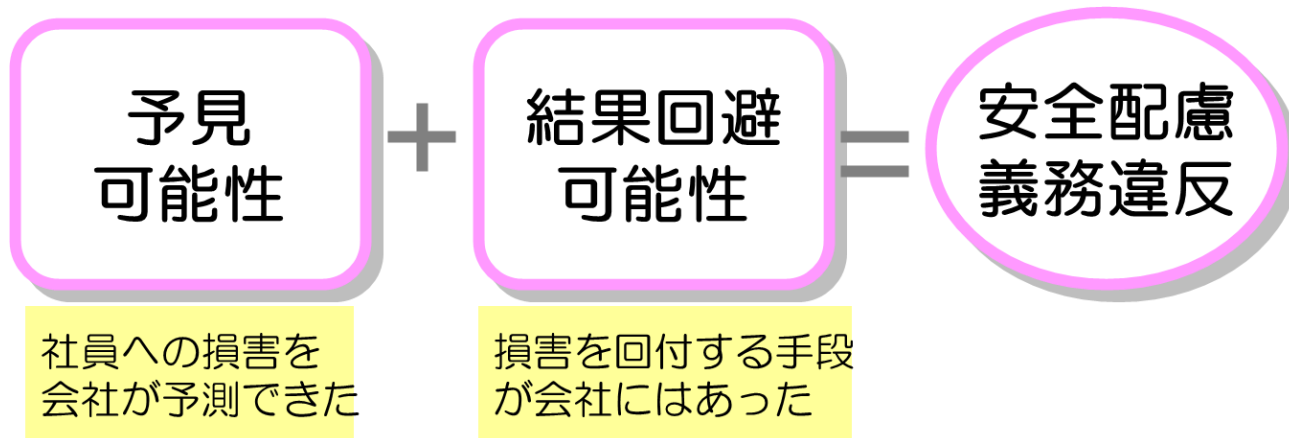 予見
可能性
+
結果回避
可能性
=
安全配慮
義務違反
社員への損害を
会社が予測できた
損害を回付する手段
が会社にはあった